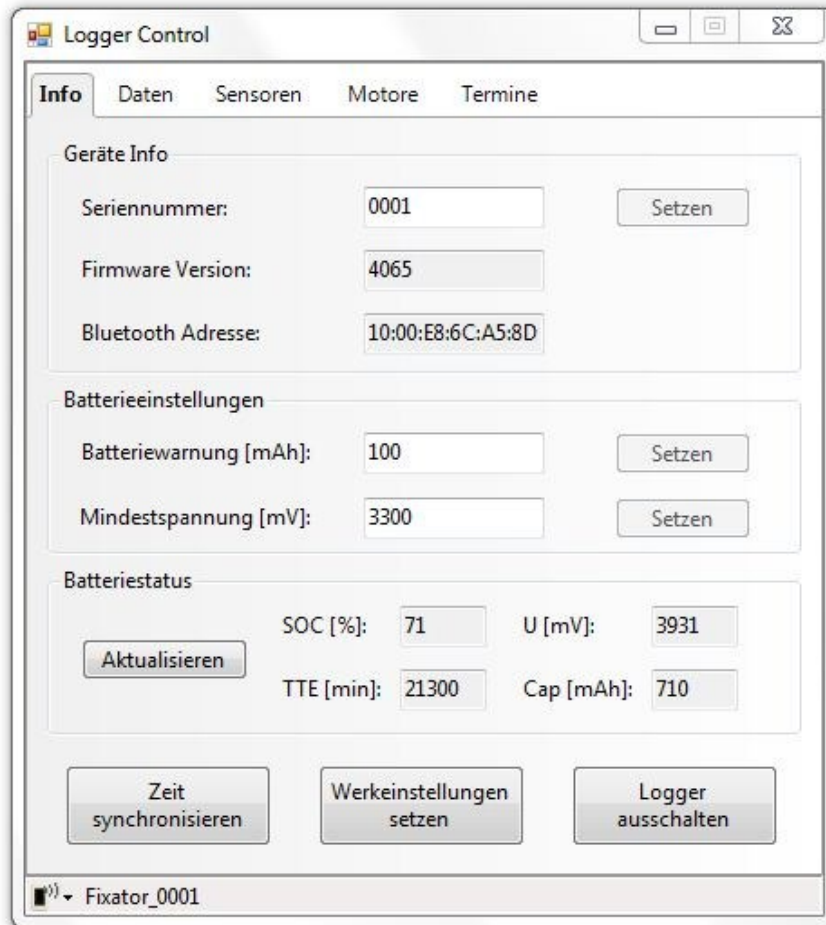 Logger Control
Info Daten Sensoren Motore Termine
Geräte Info
Seriennummer: 0001 Setzen
Firmware Version: 4065
Bluetooth Adresse: 10:00:E8:6C:A5:8D
Batterieeinstellungen
Batteriewarnung [mAh]: 100 Setzen
Mindestspannung [mV]: 3300 Setzen
Batteriestatus
SOC [%]: 71 U [mV]: 3931
Aktualisieren
TTE [min]: 21300 Cap [mAh]: 710
Zeit synchronisieren
Werkeinstellungen setzen
Logger ausschalten
Fixator_0001